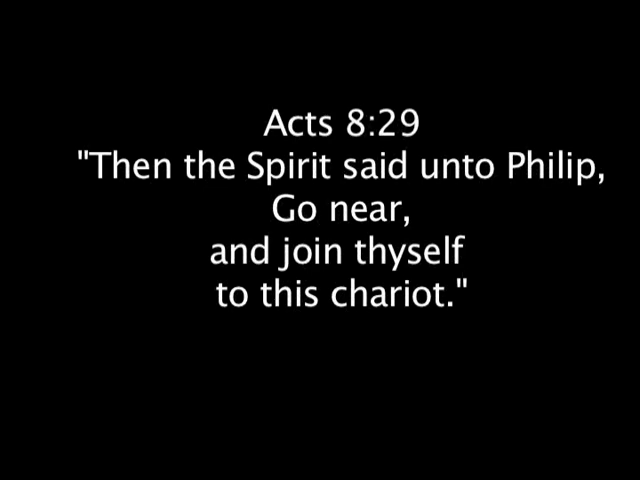 Acts 8:29
"Then the Spirit said unto Philip,
Go near,
and join thyself
to this chariot."